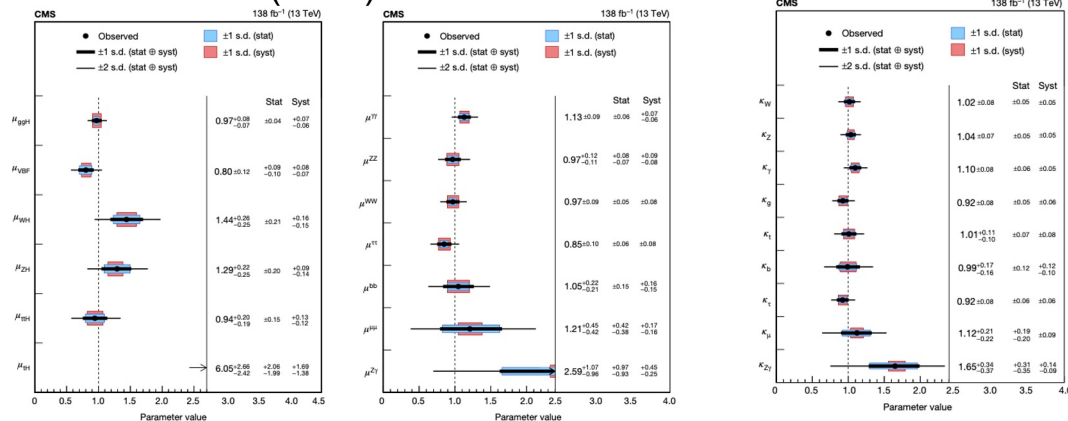 CMS 138 fb⁻¹ (13 TeV)
Observed
±1 s.d. (stat ⊕ syst)
±2 s.d. (stat ⊕ syst)
±1 s.d. (stat)
±1 s.d. (syst)
Stat Syst
μggH 0.97 +0.08 −0.07 ±0.04 +0.07 −0.06
μVBF 0.80 ±0.12 +0.09 −0.10 +0.08 −0.07
μWH 1.44 +0.26 −0.25 ±0.21 +0.16 −0.15
μZH 1.29 +0.22 −0.25 ±0.20 +0.09 −0.14
μttH 0.94 +0.20 −0.19 ±0.15 +0.13 −0.12
μtH 6.05 +2.66 −2.42 +2.06 −1.99 +1.69 −1.38
0 0.5 1.0 1.5 2.0 2.5 3.0 3.5 4.0 4.5
Parameter value
CMS 138 fb⁻¹ (13 TeV)
Observed
±1 s.d. (stat ⊕ syst)
±2 s.d. (stat ⊕ syst)
±1 s.d. (stat)
±1 s.d. (syst)
Stat Syst
μγγ 1.13 ±0.09 ±0.06 +0.07 −0.06
μZZ 0.97 +0.12 −0.11 +0.08 −0.07 +0.09 −0.08
μWW 0.97 ±0.09 ±0.05 ±0.08
μττ 0.85 ±0.10 ±0.06 ±0.08
μbb 1.05 +0.22 −0.21 ±0.15 +0.16 −0.15
μμμ 1.21 +0.45 −0.42 +0.42 −0.38 +0.17 −0.16
μZγ 2.59 +1.07 −0.96 +0.97 −0.93 +0.45 −0.25
0 0.5 1.0 1.5 2.0 2.5 3.0 3.5 4.0
Parameter value
CMS 138 fb⁻¹ (13 TeV)
Observed
±1 s.d. (stat ⊕ syst)
±2 s.d. (stat ⊕ syst)
±1 s.d. (stat)
±1 s.d. (syst)
Stat Syst
κW 1.02 ±0.08 ±0.05 ±0.05
κZ 1.04 ±0.07 ±0.05 ±0.05
κγ 1.10 ±0.08 ±0.06 ±0.05
κg 0.92 ±0.08 ±0.05 ±0.06
κt 1.01 +0.11 −0.10 ±0.07 ±0.08
κb 0.99 +0.17 −0.16 ±0.12 +0.12 −0.10
κτ 0.92 ±0.08 ±0.06 ±0.06
κμ 1.12 +0.21 −0.22 +0.19 −0.20 ±0.09
κZγ 1.65 +0.34 −0.37 +0.31 −0.35 +0.14 −0.09
0 0.5 1.0 1.5 2.0 2.5 3.0 3.5 4.0
Parameter value